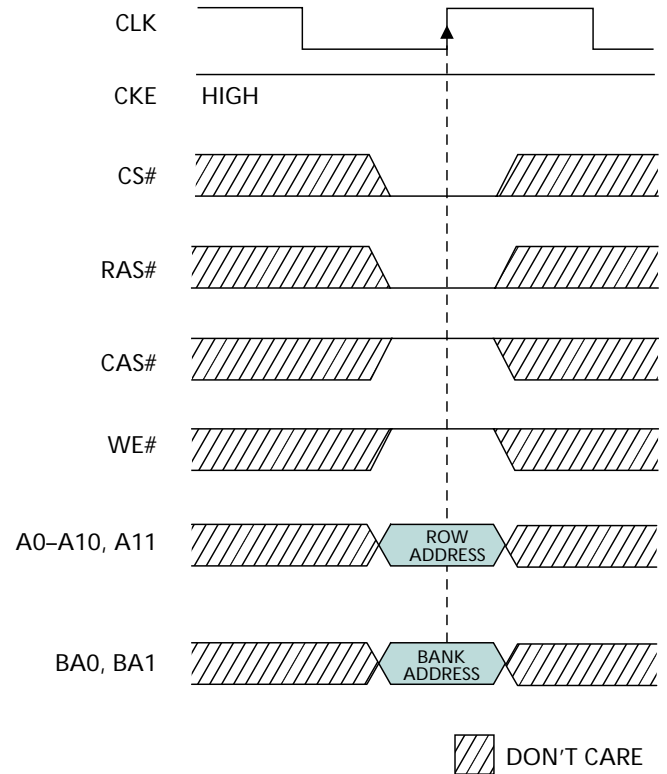 CLK
CKE HIGH
CS#
RAS#
CAS#
WE#
A0–A10, A11 ROW
ADDRESS
BA0, BA1 BANK
ADDRESS
DON'T CARE